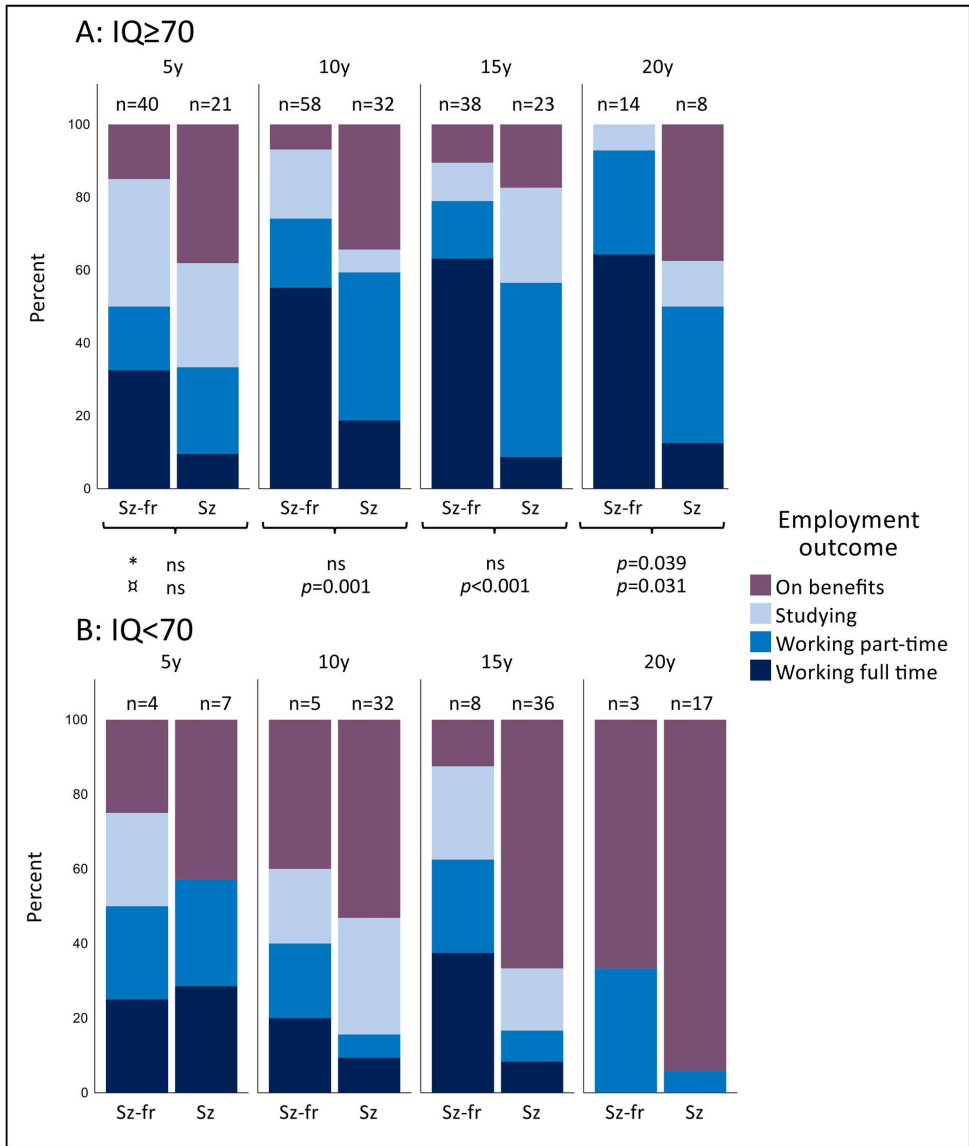 A: IQ≥70
5y 10y 15y 20y
n=40 n=21 n=58 n=32 n=38 n=23 n=14 n=8
100
80
60
40
20
0
Percent
Sz-fr Sz Sz-fr Sz Sz-fr Sz Sz-fr Sz
* ns ns ns p=0.039
¤ ns p=0.001 p<0.001 p=0.031
Employment
outcome
On benefits
Studying
Working part-time
Working full time
B: IQ<70
5y 10y 15y 20y
n=4 n=7 n=5 n=32 n=8 n=36 n=3 n=17
100
80
60
40
20
0
Percent
Sz-fr Sz Sz-fr Sz Sz-fr Sz Sz-fr Sz